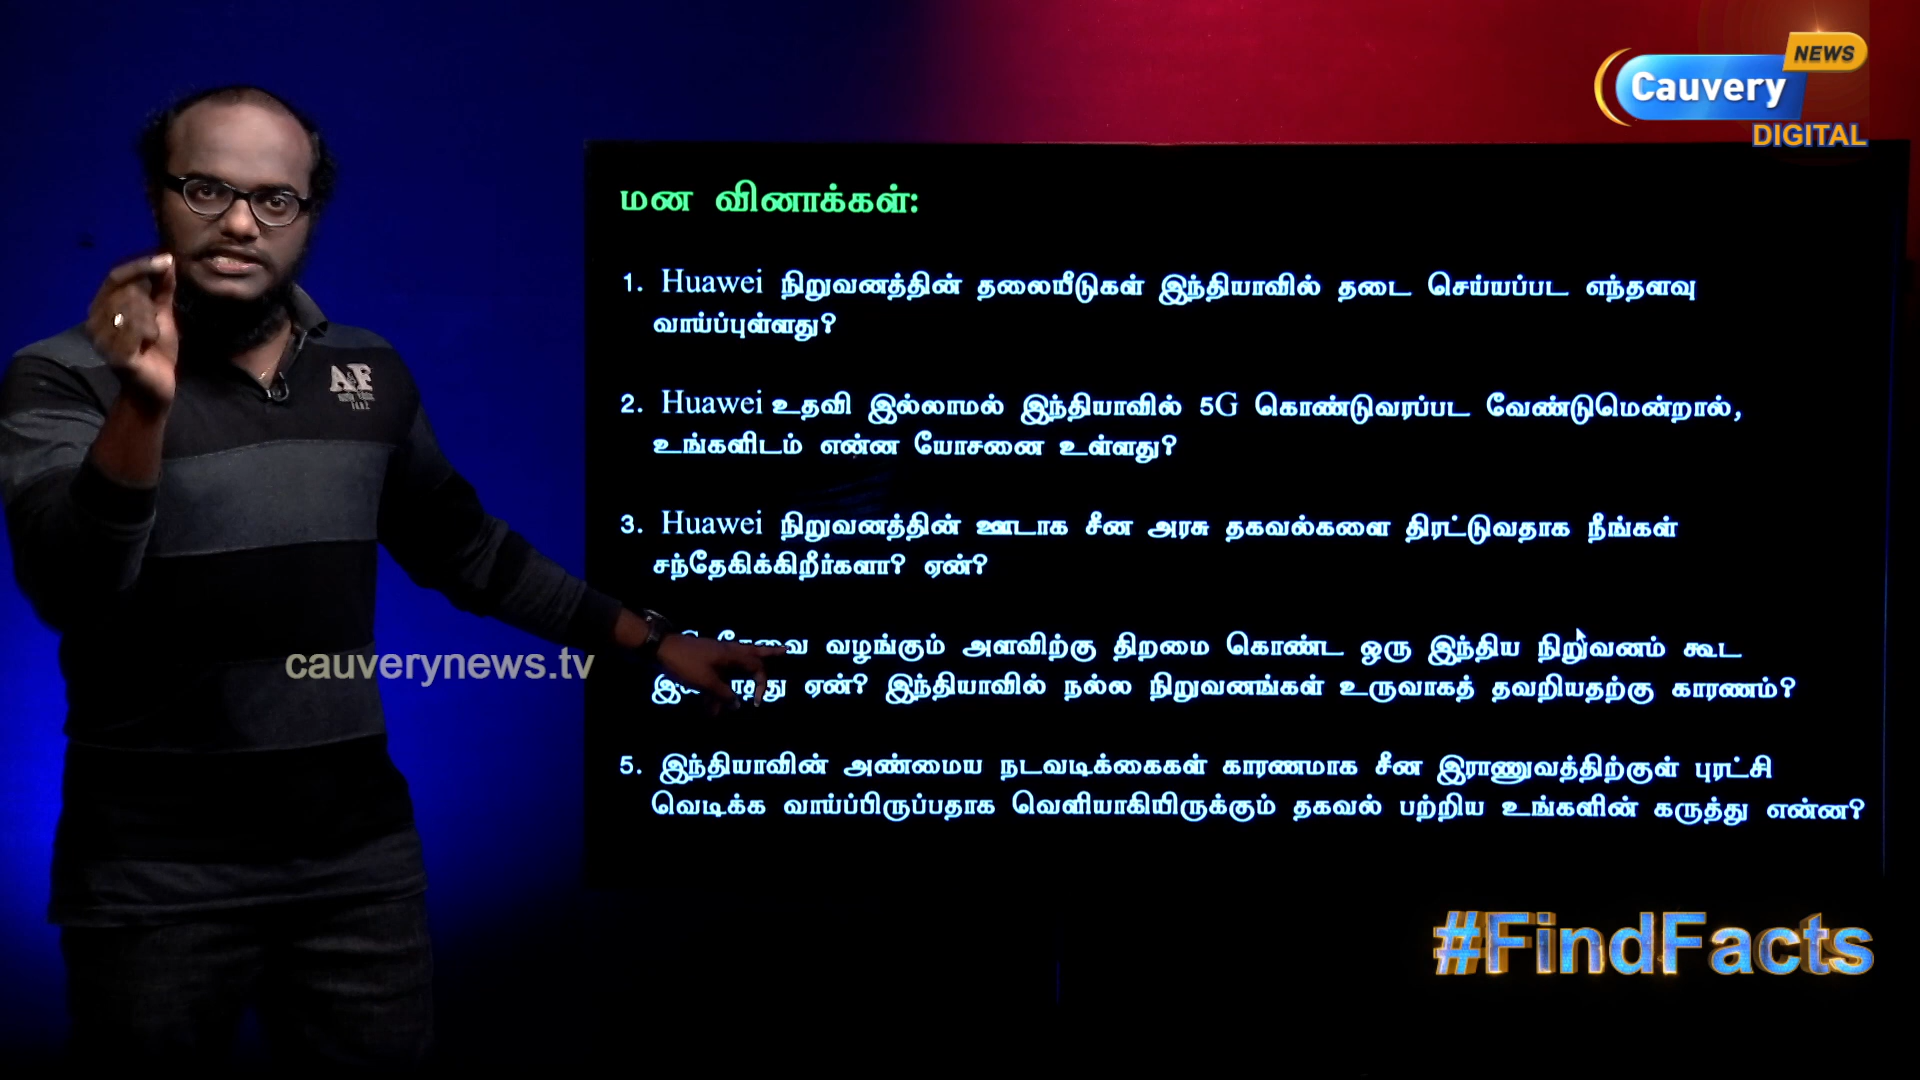 NEWS
Cauvery
DIGITAL
மன வினாக்கள்:
1. Huawei நிறுவனத்தின் தலையீடுகள் இந்தியாவில் தடை செய்யப்பட எந்தளவு
வாய்ப்புள்ளது?
2. Huawei உதவி இல்லாமல் இந்தியாவில் 5G கொண்டுவரப்பட வேண்டுமென்றால்,
உங்களிடம் என்ன யோசனை உள்ளது?
3. Huawei நிறுவனத்தின் ஊடாக சீன அரசு தகவல்களை திரட்டுவதாக நீங்கள்
சந்தேகிக்கிறீர்களா? ஏன்?
வழங்கும் அளவிற்கு திறமை கொண்ட ஒரு இந்திய நிறுவனம் கூட
ஏன்? இந்தியாவில் நல்ல நிறுவனங்கள் உருவாகத் தவறியதற்கு காரணம்?
5. இந்தியாவின் அண்மைய நடவடிக்கைகள் காரணமாக சீன இராணுவத்திற்குள் புரட்சி
வெடிக்க வாய்ப்பிருப்பதாக வெளியாகியிருக்கும் தகவல் பற்றிய உங்களின் கருத்து என்ன?
A&F
cauverynews.tv
#FindFacts